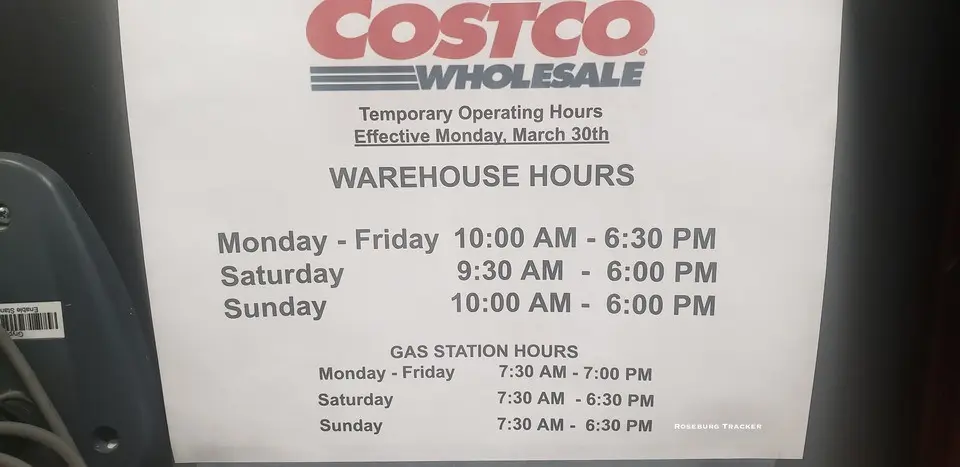 COSTCO
WHOLESALE
Temporary Operating Hours
Effective Monday, March 30th
WAREHOUSE HOURS
Monday - Friday 10:00 AM - 6:30 PM
Saturday 9:30 AM - 6:00 PM
Sunday 10:00 AM - 6:00 PM
GAS STATION HOURS
Monday - Friday 7:30 AM - 7:00 PM
Saturday 7:30 AM - 6:30 PM
Sunday 7:30 AM - 6:30 PM
Roseburg Tracker
Enable Stan